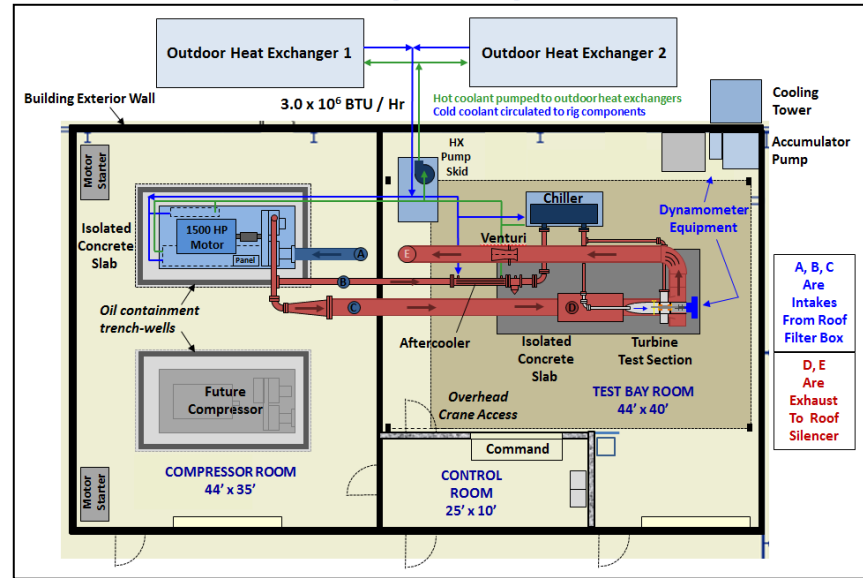 Outdoor Heat Exchanger 1
Outdoor Heat Exchanger 2
Building Exterior Wall
3.0 x 10⁶ BTU / Hr
Hot coolant pumped to outdoor heat exchangers
Cold coolant circulated to rig components
Cooling
Tower
Accumulator
Pump
Motor
Starter
HX
Pump
Skid
Chiller
Dynamometer
Equipment
Isolated
Concrete
Slab
1500 HP
Motor
Panel
A
E
Venturi
B
C
D
Oil containment
trench-wells
Aftercooler
Isolated
Concrete
Slab
Turbine
Test Section
A, B, C
Are
Intakes
From Roof
Filter Box
D, E
Are
Exhaust
To Roof
Silencer
Future
Compressor
Overhead
Crane Access
TEST BAY ROOM
44' x 40'
Motor
Starter
COMPRESSOR ROOM
44' x 35'
Command
CONTROL
ROOM
25' x 10'